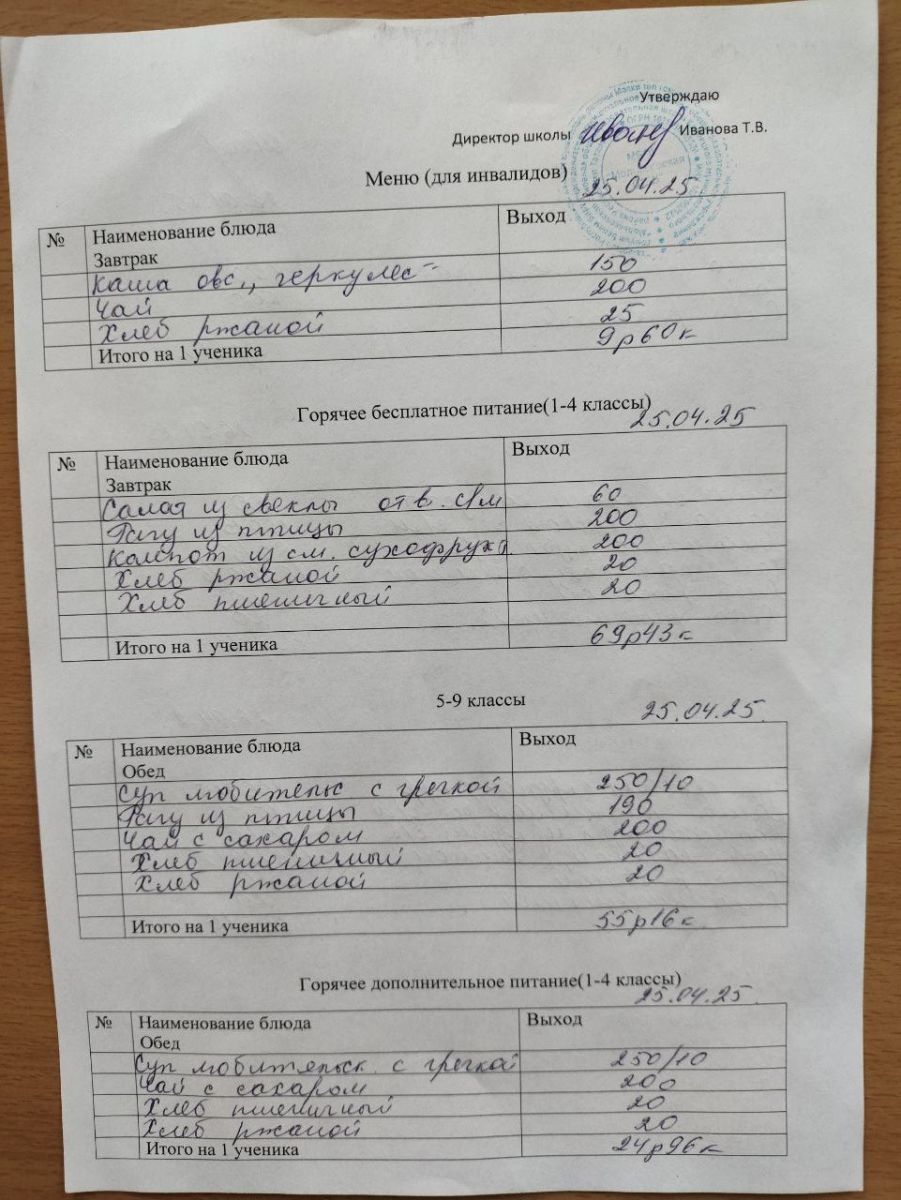 Утверждаю
Директор школы Иванова Т.В.
Меню (для инвалидов) 25.04.25
№ Наименование блюда Выход
Завтрак
Каша овс „геркулес" 150
Чай 200
Хлеб ржаной 25
Итого на 1 ученика 9р60к
Горячее бесплатное питание(1-4 классы)
25.04.25
№ Наименование блюда Выход
Завтрак
Салат из свеклы отв. 60
Рагу из птицы 200
Компот из см. сухофрукт 200
Хлеб ржаной 20
Хлеб пшеничный 20
Итого на 1 ученика 69р43к
5-9 классы 25.04.25.
№ Наименование блюда Выход
Обед
Суп любительс с гречкой 250/10
Рагу из птицы 190
Чай с сахаром 200
Хлеб пшеничный 20
Хлеб ржаной 20
Итого на 1 ученика 55р16к
Горячее дополнительное питание(1-4 классы)
25.04.25.
№ Наименование блюда Выход
Обед
Суп любительск. с гречкой 250/10
Чай с сахаром 200
Хлеб пшеничный 20
Хлеб ржаной 20
Итого на 1 ученика 24р96к